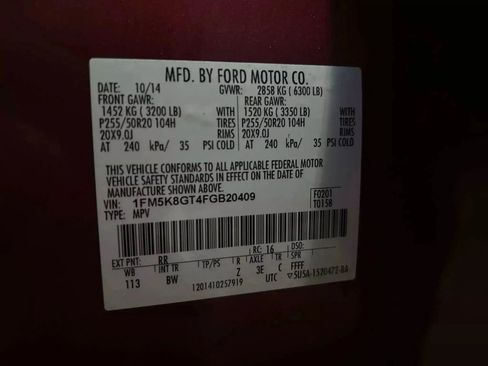 MFD. BY FORD MOTOR CO.
DATE: 10/14 GVWR: 2858 KG ( 6300 LB)
FRONT GAWR: REAR GAWR:
1452 KG ( 3200 LB) WITH 1520 KG ( 3350 LB) WITH
P255/50R20 104H TIRES P255/50R20 104H TIRES
20X9.0J RIMS 20X9.0J RIMS
AT 240 kPa/ 35 PSI COLD AT 240 kPa/ 35 PSI COLD
THIS VEHICLE CONFORMS TO ALL APPLICABLE FEDERAL MOTOR
VEHICLE SAFETY STANDARDS IN EFFECT ON THE DATE OF
MANUFACTURE SHOWN ABOVE.
VIN: 1FM5K8GT4FGB20409 F0201
TYPE: MPV T0158
EXT PNT: RR RC: 16 DSO:
WB INT TR TP/PS R AXLE TR SPR
113 BW Z 3E C FFFF
1201410257919 UTC